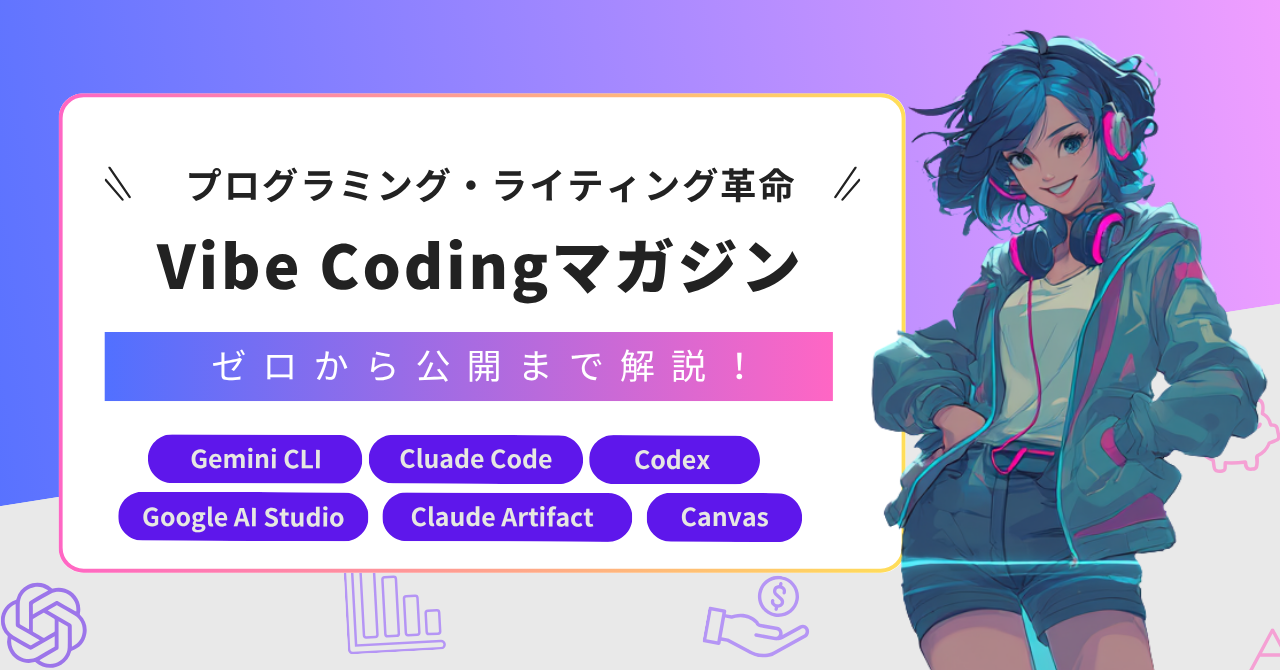 プログラミング・ライティング革命
Vibe Codingマガジン
ゼロから公開まで解説！
Gemini CLI
Cluade Code
Codex
Google AI Studio
Claude Artifact
Canvas
$